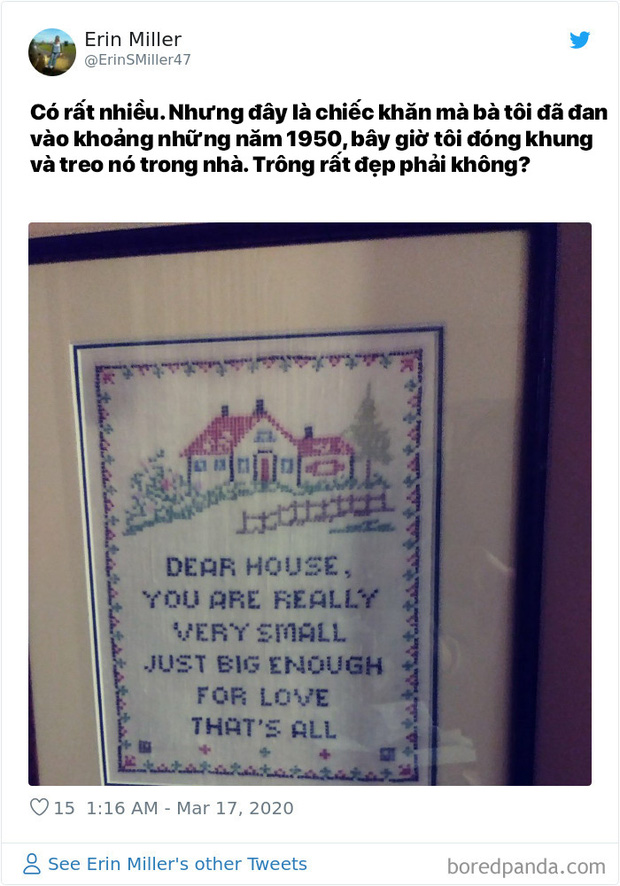 Erin Miller
@ErinSMiller47
Có rất nhiều. Nhưng đây là chiếc khăn mà bà tôi đã đan
vào khoảng những năm 1950, bây giờ tôi đóng khung
và treo nó trong nhà. Trông rất đẹp phải không?
DEAR HOUSE,
YOU ARE REALLY
VERY SMALL
JUST BIG ENOUGH
FOR LOVE
THAT'S ALL
15 1:16 AM - Mar 17, 2020
See Erin Miller's other Tweets
boredpanda.com